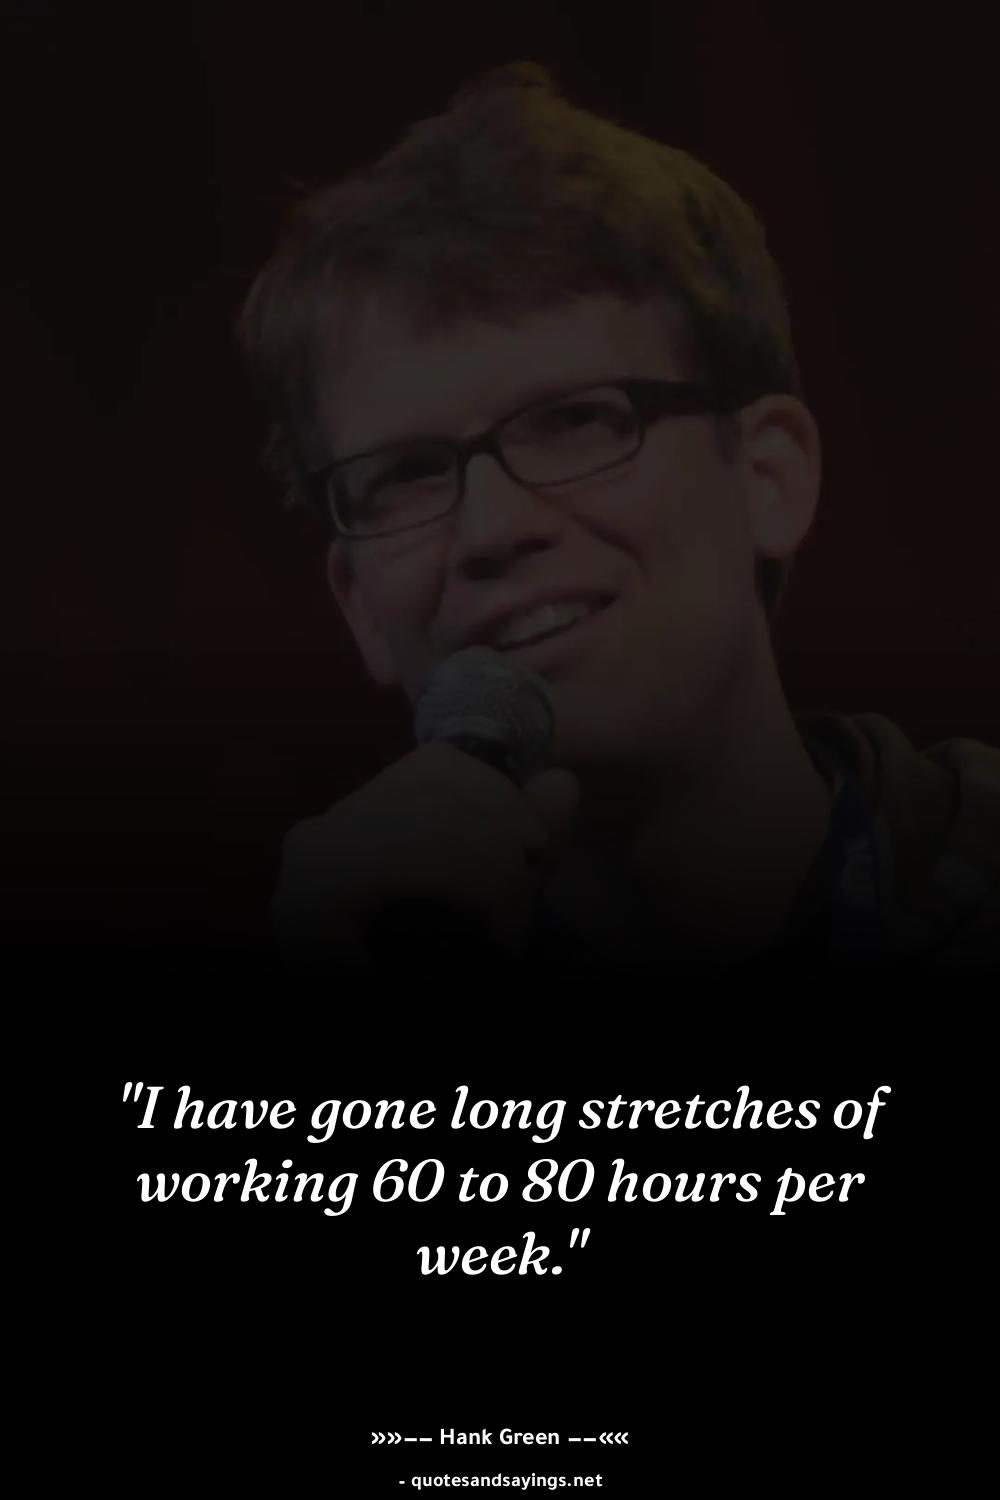 "I have gone long stretches of
working 60 to 80 hours per
week."
»»−− Hank Green −−««
- quotesandsayings.net